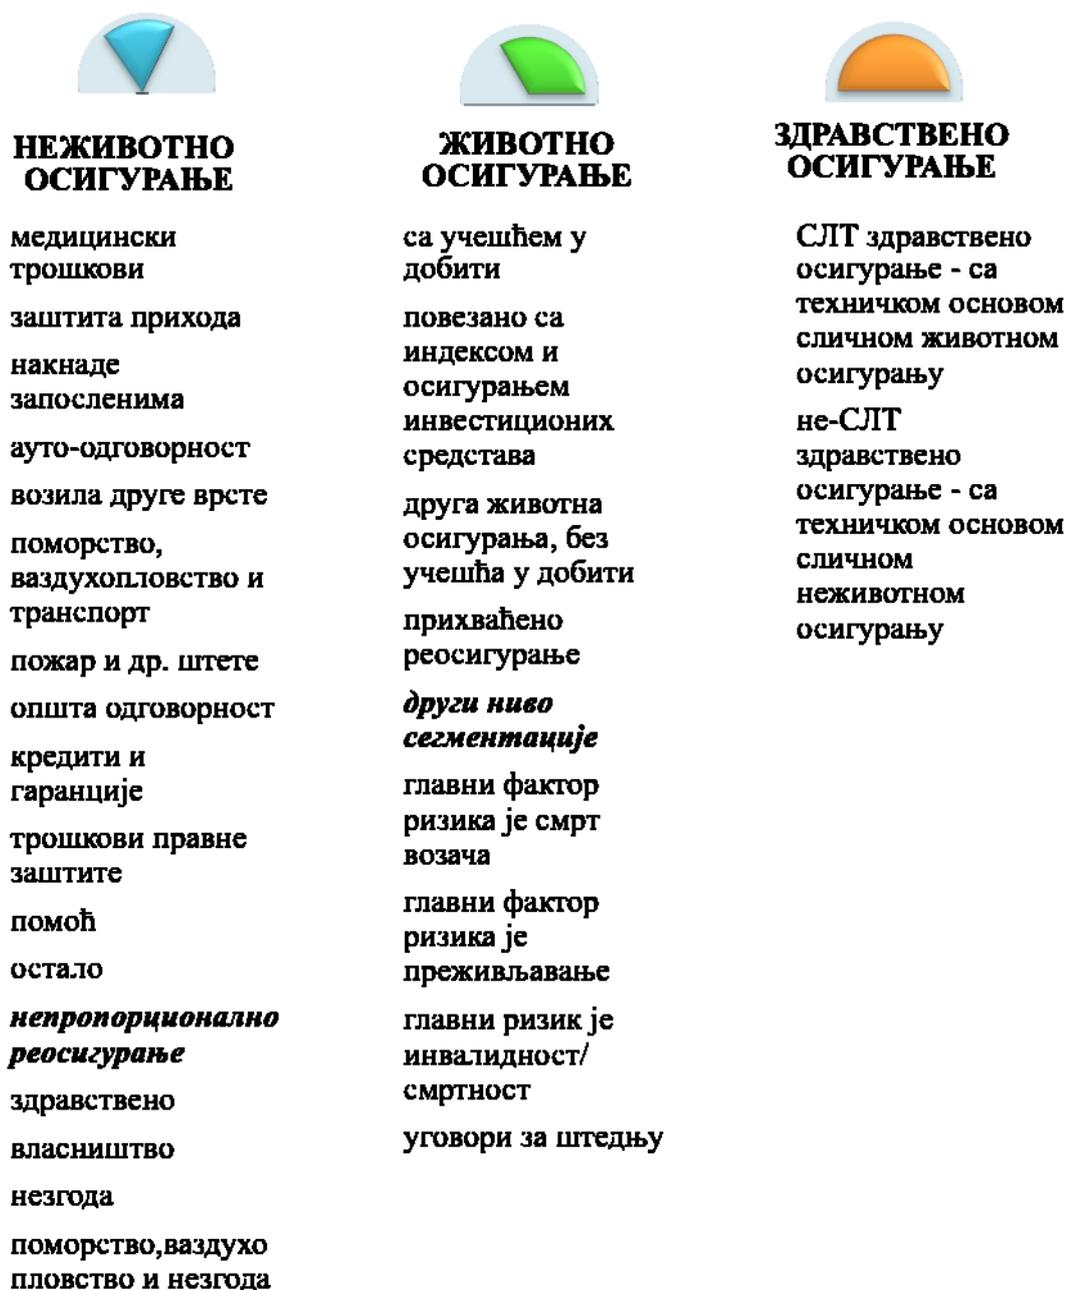 НЕЖИВОТНО
ОСИГУРАЊЕ
медицински
трошкови
заштита прихода
накнаде
запосленима
ауто-одговорност
возила друге врсте
поморство,
ваздухопловство и
транспорт
пожар и др. штете
општа одговорност
кредити и
гаранције
трошкови правне
заштите
помоћ
остало
непропорционално
реосигурање
здравствено
власништво
незгода
поморство,ваздухо
пловство и незгода
ЖИВОТНО
ОСИГУРАЊЕ
са учешћем у
добити
повезано са
индексом и
осигурањем
инвестиционих
средстава
друга животна
осигурања, без
учешћа у добити
прихваћено
реосигурање
други ниво
сегментације
главни фактор
ризика је смрт
возача
главни фактор
ризика је
преживљавање
главни ризик је
инвалидност/
смртност
уговори за штедњу
ЗДРАВСТВЕНО
ОСИГУРАЊЕ
СЛТ здравствено
осигурање - са
техничком основом
сличном животном
осигурању
не-СЛТ
здравствено
осигурање - са
техничком основом
сличном
неживотном
осигурању